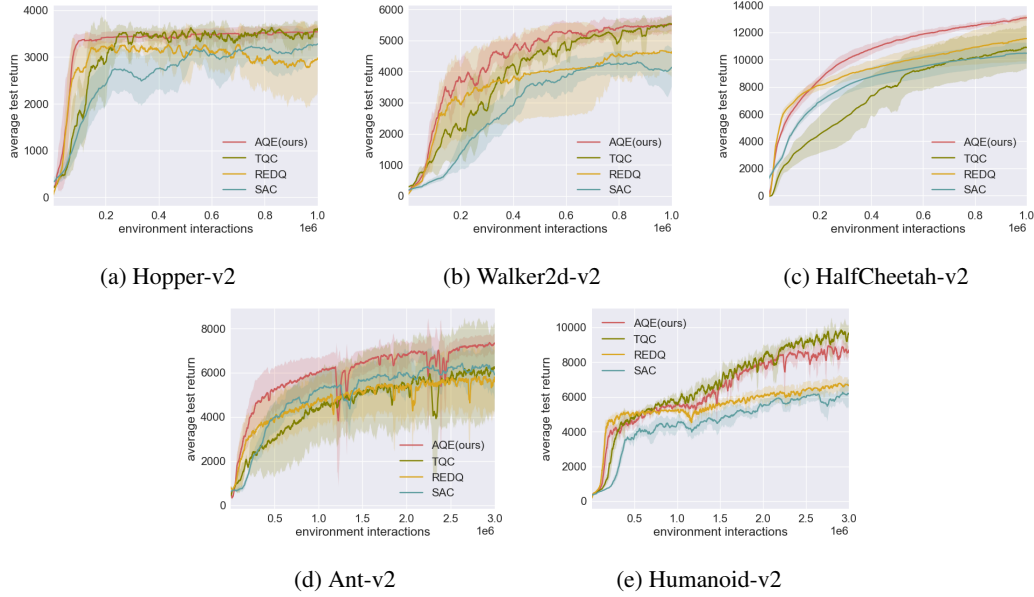 average test return
4000
3000
2000
1000
0
AQE(ours)
TQC
REDQ
SAC
0.2 0.4 0.6 0.8 1.0
environment interactions 1e6
(a) Hopper-v2
average test return
6000
5000
4000
3000
2000
1000
0
AQE(ours)
TQC
REDQ
SAC
0.2 0.4 0.6 0.8 1.0
environment interactions 1e6
(b) Walker2d-v2
average test return
14000
12000
10000
8000
6000
4000
2000
0
AQE(ours)
TQC
REDQ
SAC
0.2 0.4 0.6 0.8 1.0
environment interactions 1e6
(c) HalfCheetah-v2
average test return
8000
6000
4000
2000
0
AQE(ours)
TQC
REDQ
SAC
0.5 1.0 1.5 2.0 2.5 3.0
environment interactions 1e6
(d) Ant-v2
average test return
10000
8000
6000
4000
2000
0
AQE(ours)
TQC
REDQ
SAC
0.5 1.0 1.5 2.0 2.5 3.0
environment interactions 1e6
(e) Humanoid-v2